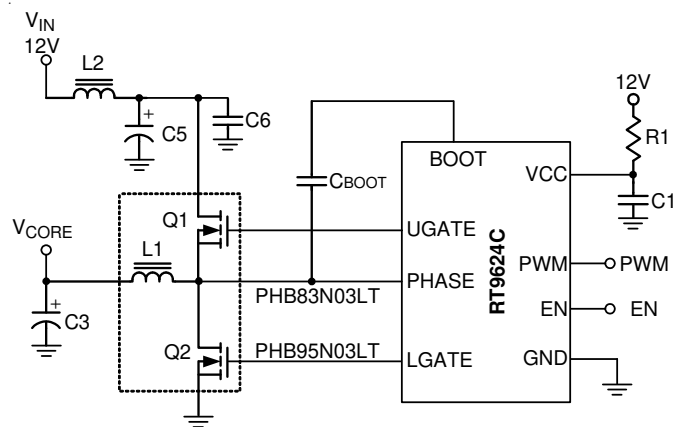 VIN
12V
L2
12V
C5
C6
R1
BOOT
CBOOT
VCC
C1
VCORE
L1
Q1
UGATE
PHASE
RT9624C
PWM
PWM
PHB83N03LT
EN
EN
C3
Q2
PHB95N03LT
LGATE
GND